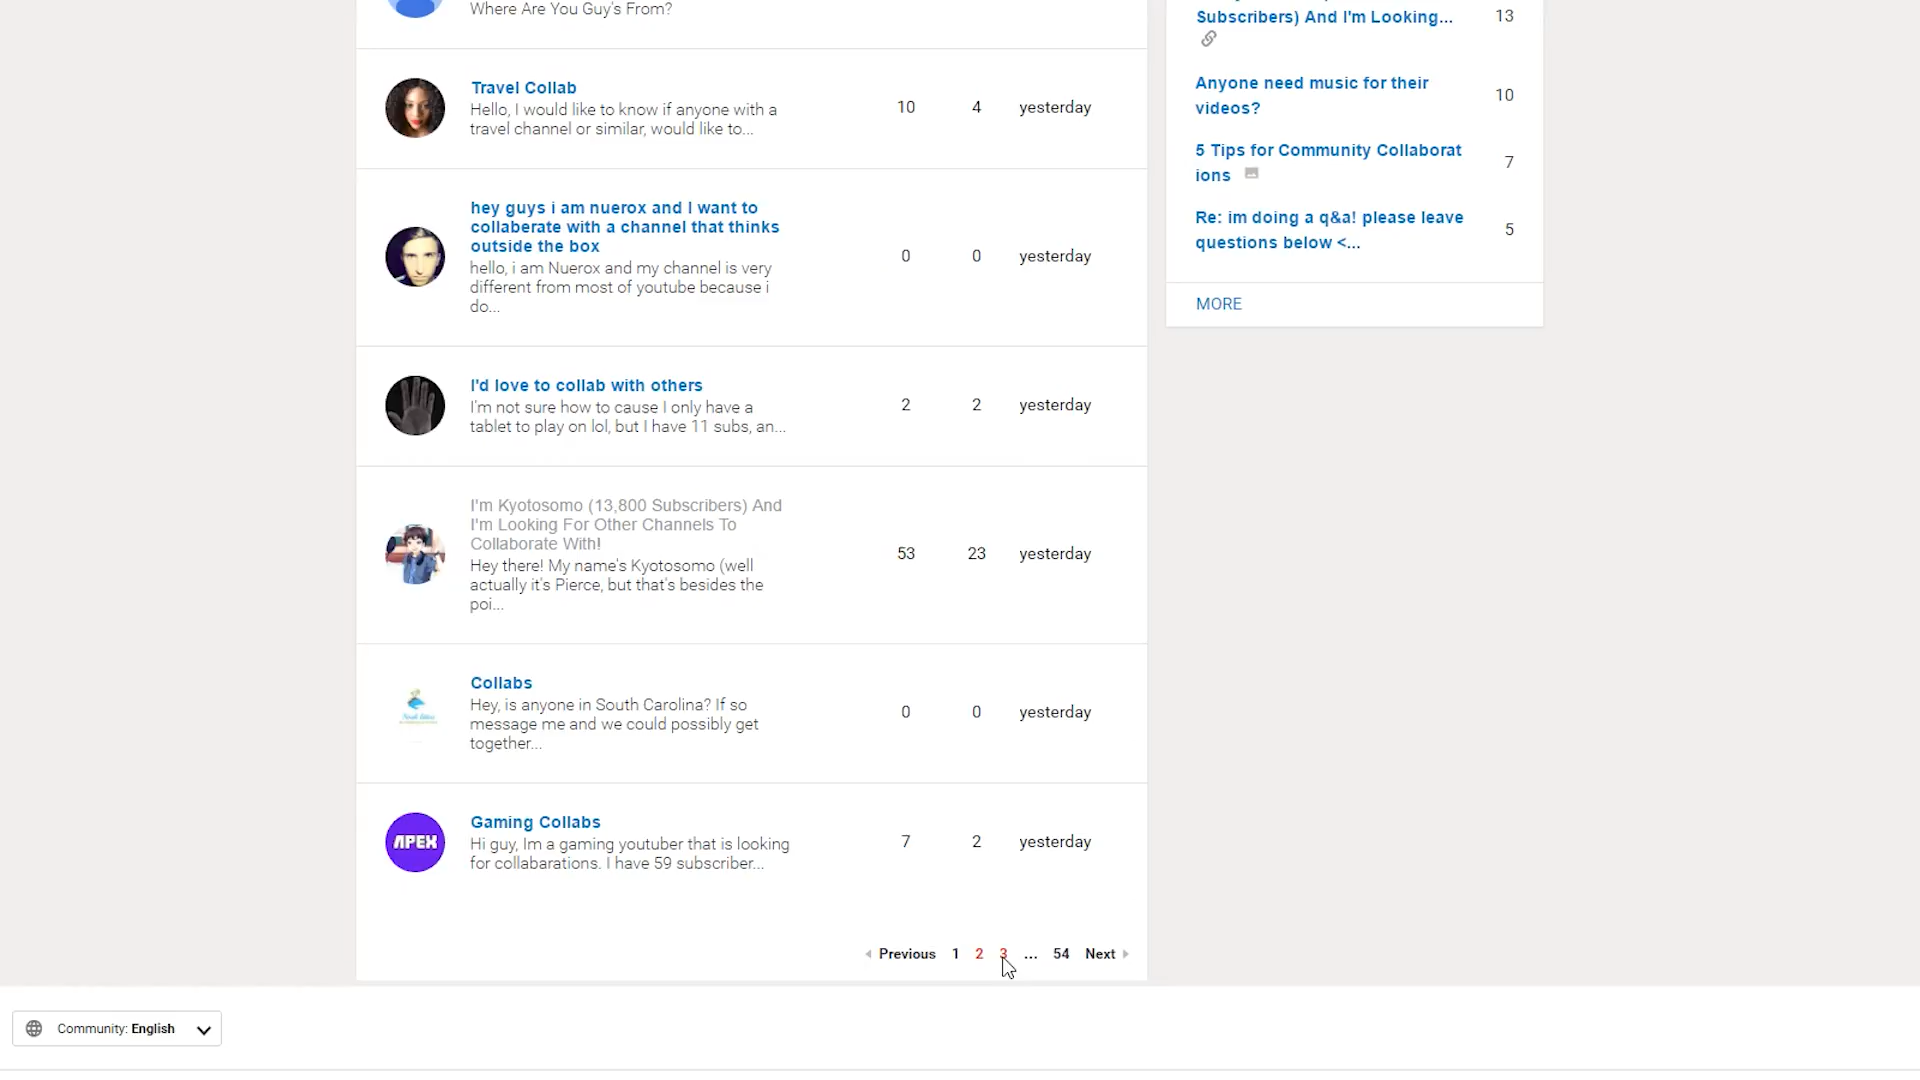 Where Are You Guy's From?
Travel Collab
Hello, I would like to know if anyone with a
travel channel or similar, would like to...
10 4 yesterday
hey guys i am nuerox and I want to
collaberate with a channel that thinks
outside the box
hello, i am Nuerox and my channel is very
different from most of youtube because i
do...
0 0 yesterday
I'd love to collab with others
I'm not sure how to cause I only have a
tablet to play on lol, but I have 11 subs, an...
2 2 yesterday
I'm Kyotosomo (13,800 Subscribers) And
I'm Looking For Other Channels To
Collaborate With!
Hey there! My name's Kyotosomo (well
actually it's Pierce, but that's besides the
poi...
53 23 yesterday
Collabs
Hey, is anyone in South Carolina? If so
message me and we could possibly get
together...
0 0 yesterday
APEX
Gaming Collabs
Hi guy, Im a gaming youtuber that is looking
for collabarations. I have 59 subscriber...
7 2 yesterday
Previous 1 2 3 ... 54 Next
Subscribers) And I'm Looking...
13
Anyone need music for their
videos?
10
5 Tips for Community Collaborat
ions
7
Re: im doing a q&a! please leave
questions below <...
5
MORE
Community: English